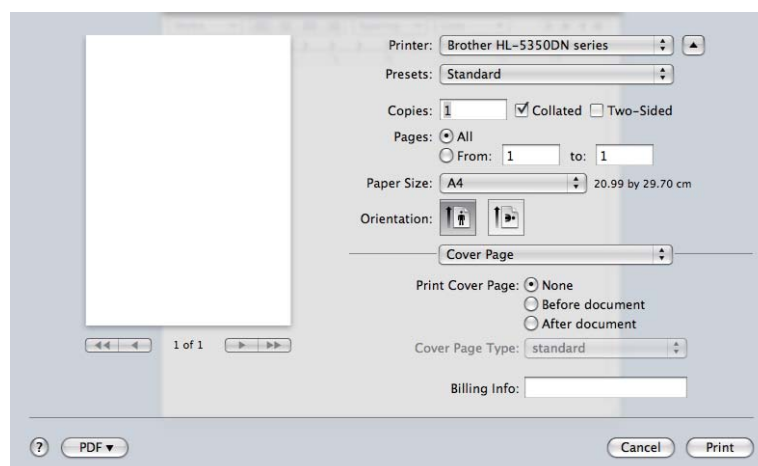 Printer: Brother HL-5350DN series
Presets: Standard
Copies: 1 Collated Two-Sided
Pages: All
From: 1 to: 1
Paper Size: A4 20.99 by 29.70 cm
Orientation:
Cover Page
Print Cover Page: None
Before document
After document
1 of 1
Cover Page Type: standard
Billing Info:
? PDF Cancel Print